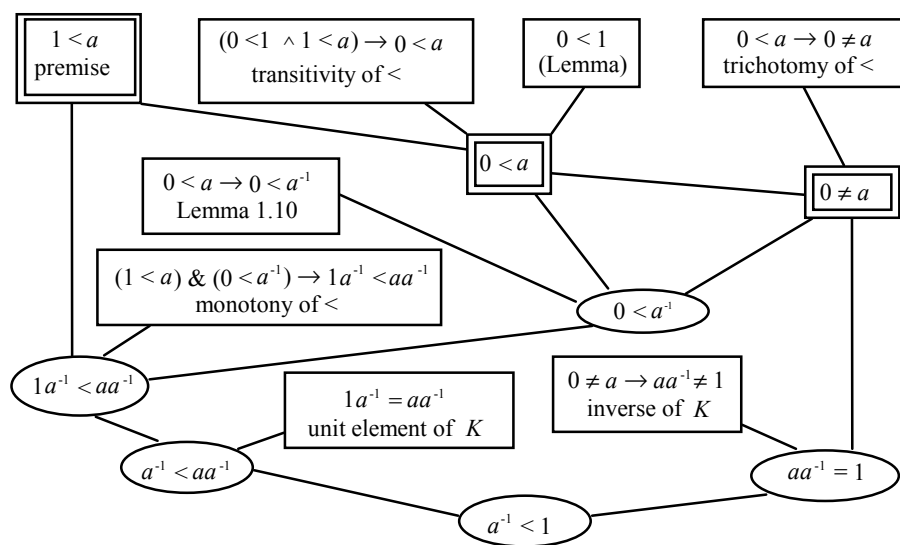 1 < a
premise
(0 < 1 ∧ 1 < a) → 0 < a
transitivity of <
0 < 1
(Lemma)
0 < a → 0 ≠ a
trichotomy of <
0 < a
0 ≠ a
0 < a → 0 < a⁻¹
Lemma 1.10
(1 < a) & (0 < a⁻¹) → 1a⁻¹ < aa⁻¹
monotony of <
0 < a⁻¹
1a⁻¹ < aa⁻¹
1a⁻¹ = aa⁻¹
unit element of K
0 ≠ a → aa⁻¹ ≠ 1
inverse of K
a⁻¹ < aa⁻¹
aa⁻¹ = 1
a⁻¹ < 1